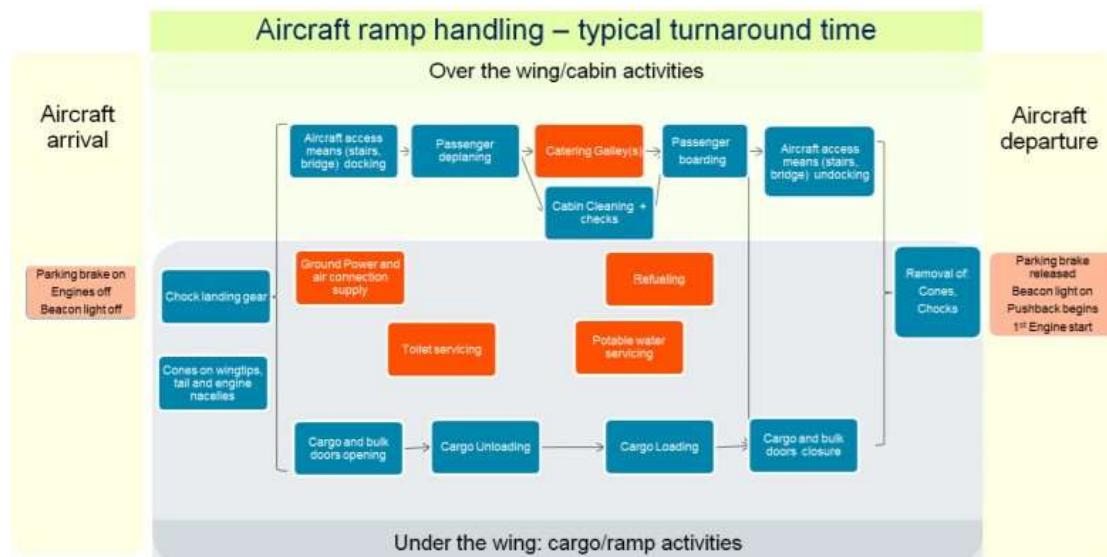 Aircraft ramp handling – typical turnaround time
Over the wing/cabin activities
Aircraft
arrival
Aircraft
departure
Aircraft access
means (stairs,
bridge) docking
Passenger
deplaning
Catering Galley(s)
Passenger
boarding
Aircraft access
means (stairs,
bridge) undocking
Cabin Cleaning +
checks
Parking brake on
Engines off
Beacon light off
Chock landing gear
Ground Power and
air connection
supply
Refueling
Removal of:
Cones,
Chocks
Parking brake
released
Beacon light on
Pushback begins
1st Engine start
Toilet servicing
Potable water
servicing
Cones on wingtips,
tail and engine
nacelles
Cargo and bulk
doors opening
Cargo Unloading
Cargo Loading
Cargo and bulk
doors closure
Under the wing: cargo/ramp activities